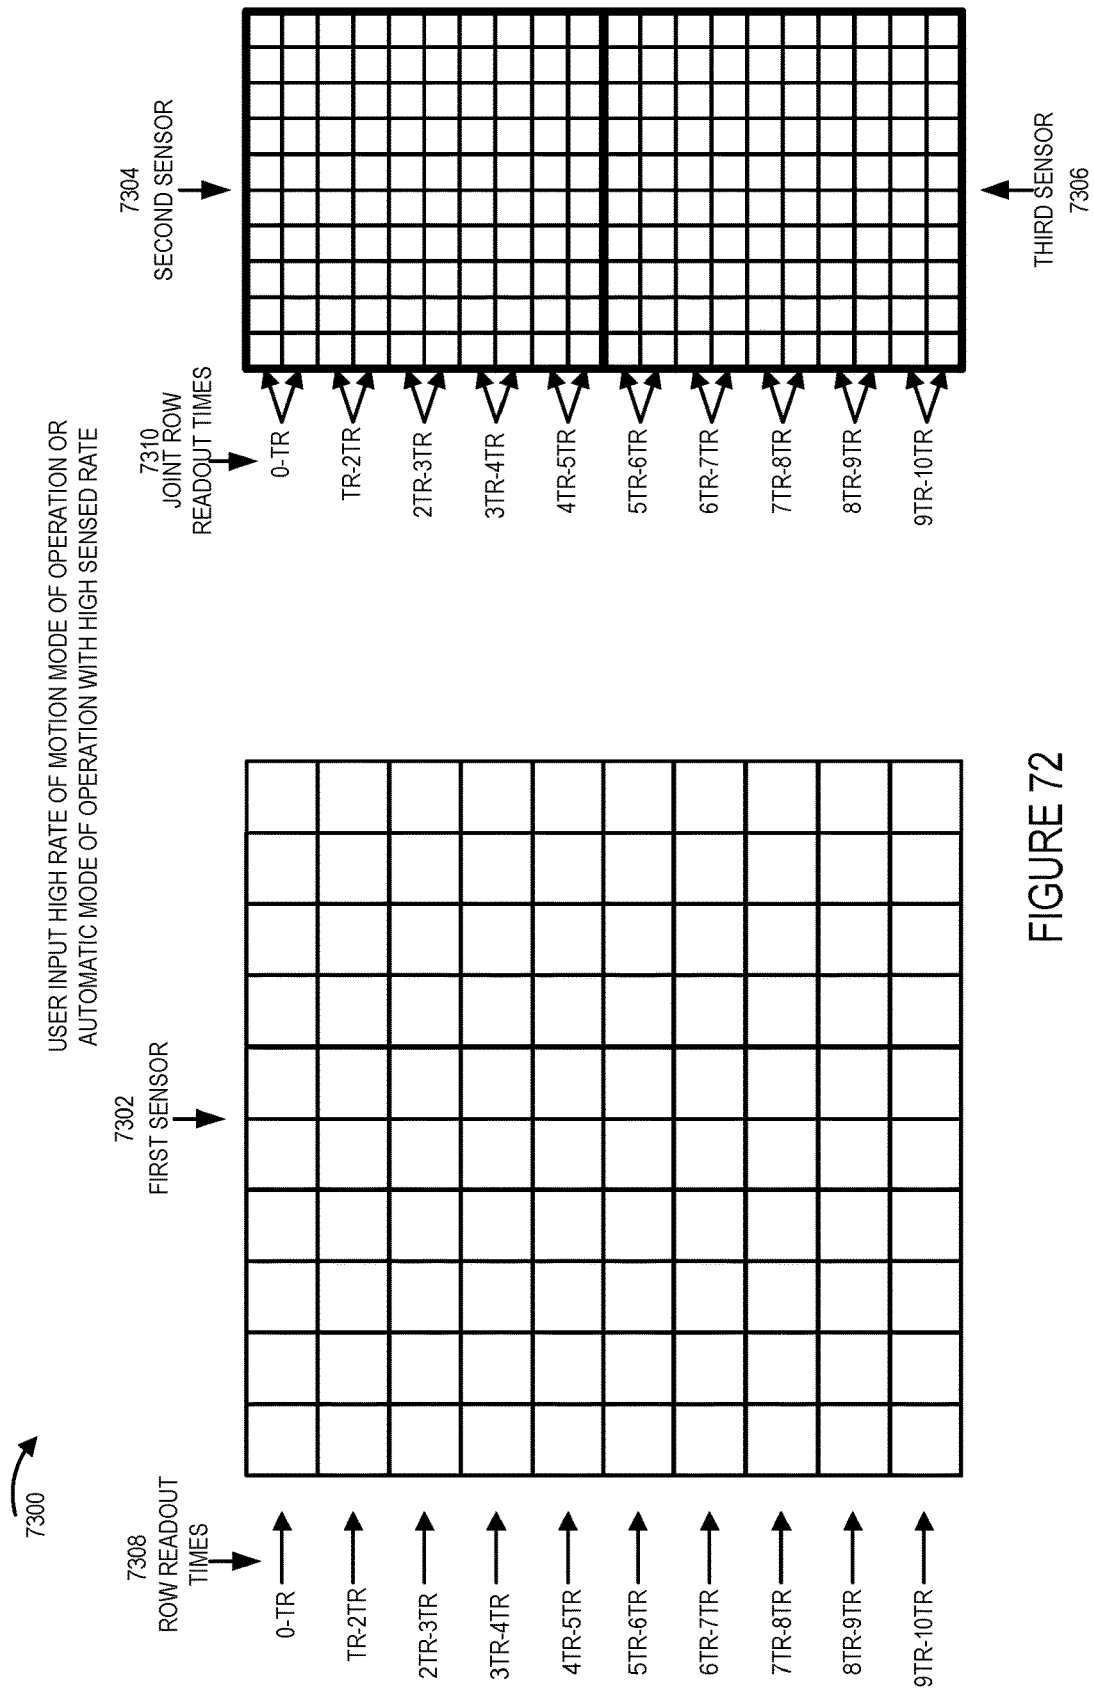 7300
USER INPUT HIGH RATE OF MOTION MODE OF OPERATION OR
AUTOMATIC MODE OF OPERATION WITH HIGH SENSED RATE
7308
ROW READOUT
TIMES
0-TR
TR-2TR
2TR-3TR
3TR-4TR
4TR-5TR
5TR-6TR
6TR-7TR
7TR-8TR
8TR-9TR
9TR-10TR
7302
FIRST SENSOR
7310
JOINT ROW
READOUT TIMES
0-TR
TR-2TR
2TR-3TR
3TR-4TR
4TR-5TR
5TR-6TR
6TR-7TR
7TR-8TR
8TR-9TR
9TR-10TR
7304
SECOND SENSOR
THIRD SENSOR
7306
FIGURE 72